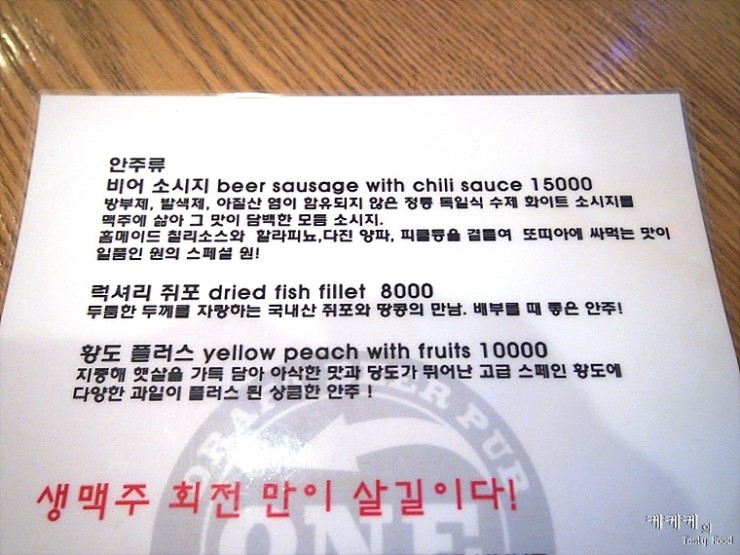 안주류
비어 소시지 beer sausage with chili sauce 15000
방부제, 발색제, 아질산 염이 함유되지 않은 정통 독일식 수제 화이트 소시지를
맥주에 삶아 그 맛이 담백한 모듬 소시지.
홈메이드 칠리소스와 할라피뇨,다진 양파, 피클등을 곁들여 또띠아에 싸먹는 맛이
일품인 원의 스페셜 원!
럭셔리 쥐포 dried fish fillet 8000
두툼한 두께를 자랑하는 국내산 쥐포와 땅콩의 만남. 배부를 때 좋은 안주!
황도 플러스 yellow peach with fruits 10000
지중해 햇살을 가득 담아 아삭한 맛과 당도가 뛰어난 고급 스페인 황도에
다양한 과일이 플러스 된 상큼한 안주 !
DRAFT BEER PUB
ONE
생맥주 회전 만이 살길이다!
케케케의
Tasty Food